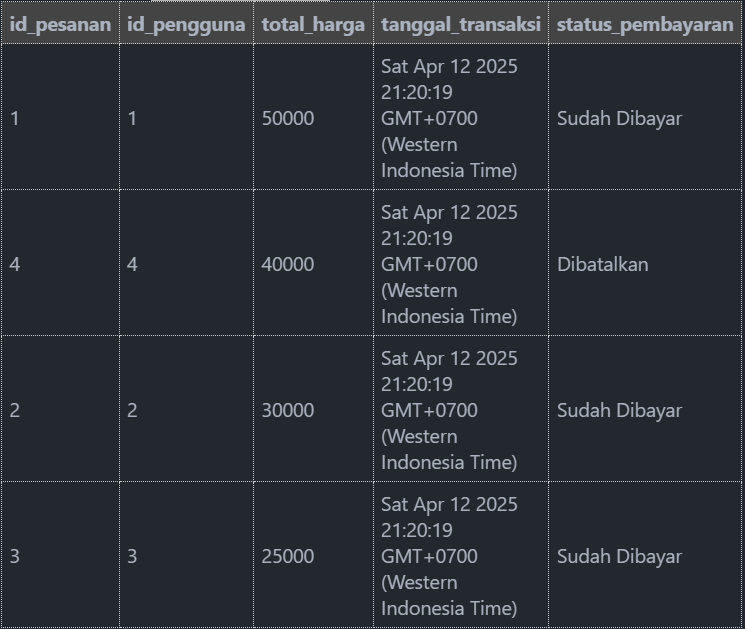 id_pesanan id_pengguna total_harga tanggal_transaksi status_pembayaran
1 1 50000 Sat Apr 12 2025
21:20:19
GMT+0700
(Western
Indonesia Time) Sudah Dibayar
4 4 40000 Sat Apr 12 2025
21:20:19
GMT+0700
(Western
Indonesia Time) Dibatalkan
2 2 30000 Sat Apr 12 2025
21:20:19
GMT+0700
(Western
Indonesia Time) Sudah Dibayar
3 3 25000 Sat Apr 12 2025
21:20:19
GMT+0700
(Western
Indonesia Time) Sudah Dibayar